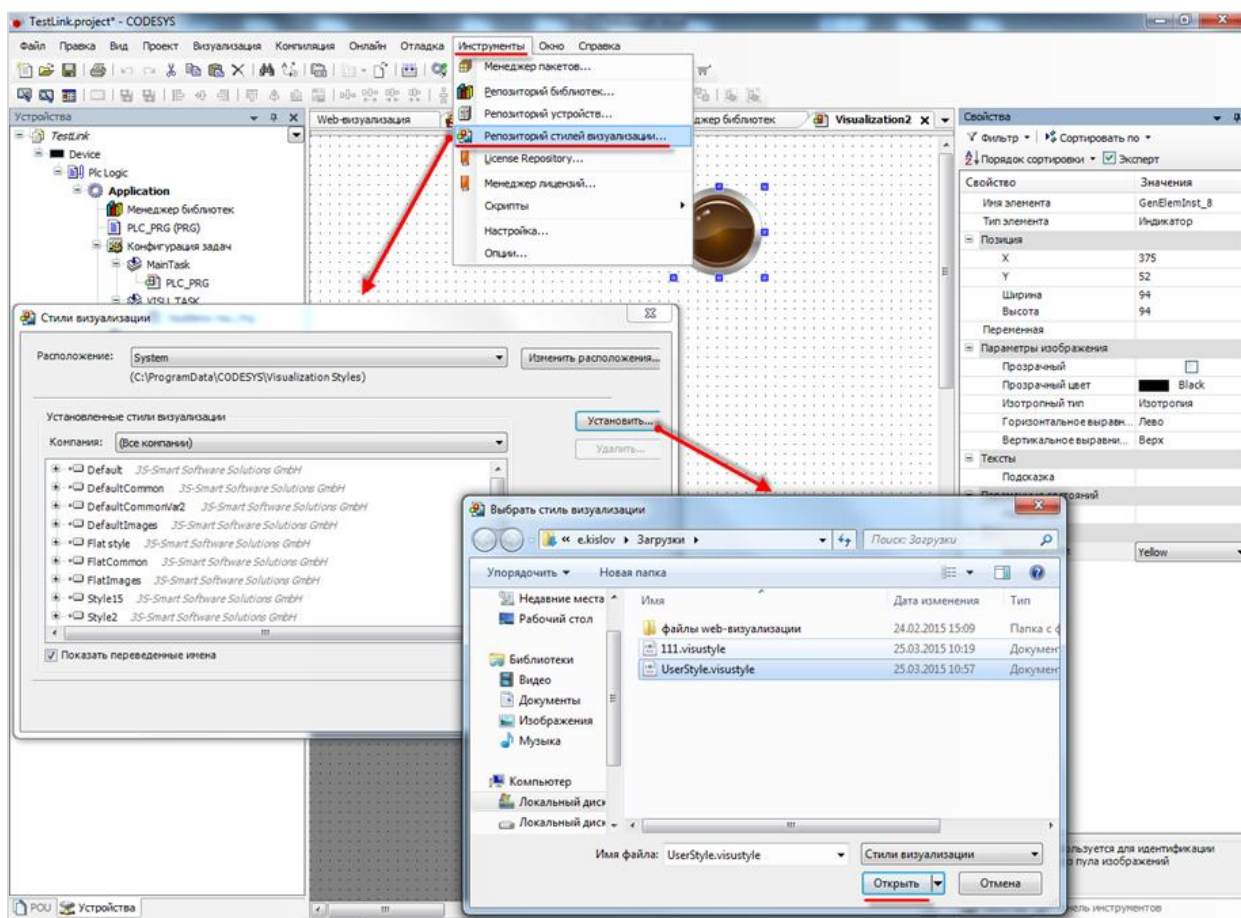 TestLink.project* - CODESYS
Файл Правка Вид Проект Визуализация Компиляция Онлайн Отладка Инструменты Окно Справка
Менеджер пакетов...
Репозиторий библиотек...
Репозиторий устройств...
Репозиторий стилей визуализации...
License Repository...
Менеджер лицензий...
Скрипты
Настройка...
Опции...
Устройства
TestLink
Device
Plc Logic
Application
Менеджер библиотек
PLC_PRG (PRG)
Конфигурация задач
MainTask
PLC_PRG
VISU_TASK
Web-визуализация
джер библиотек
Visualization2
Свойства
Фильтр Сортировать по
Порядок сортировки Эксперт
Свойство Значения
Имя элемента GenElemInst_8
Тип элемента Индикатор
Позиция
X 375
Y 52
Ширина 94
Высота 94
Переменная
Параметры изображения
Прозрачный
Прозрачный цвет Black
Изотропный тип Изотропия
Горизонтальное выравн... Лево
Вертикальное выравни... Верх
Тексты
Подсказка
Yellow
Стили визуализации
Расположение: System
Изменить расположения...
(C:\ProgramData\CODESYS\Visualization Styles)
Установленные стили визуализации
Установить...
Компания: (Все компании)
Удалить...
Default 3S-Smart Software Solutions GmbH
DefaultCommon 3S-Smart Software Solutions GmbH
DefaultCommonVar2 3S-Smart Software Solutions GmbH
DefaultImages 3S-Smart Software Solutions GmbH
Flat style 3S-Smart Software Solutions GmbH
FlatCommon 3S-Smart Software Solutions GmbH
FlatImages 3S-Smart Software Solutions GmbH
Style15 3S-Smart Software Solutions GmbH
Style2 3S-Smart Software Solutions GmbH
Показать переведенные имена
Выбрать стиль визуализации
« e.kislov Загрузки
Поиск: Загрузки
Упорядочить Новая папка
Недавние места
Рабочий стол
Библиотеки
Видео
Документы
Изображения
Музыка
Компьютер
Локальный диск
Локальный диск
Имя Дата изменения Тип
файлы web-визуализации 24.02.2015 15:09 Папка с ф
111.visustyle 25.03.2015 10:19 Докумен
UserStyle.visustyle 25.03.2015 10:57 Докумен
Имя файла: UserStyle.visustyle
Стили визуализации
Открыть Отмена
льзуется для идентификации
о пула изображений
POU Устройства
нель инструментов